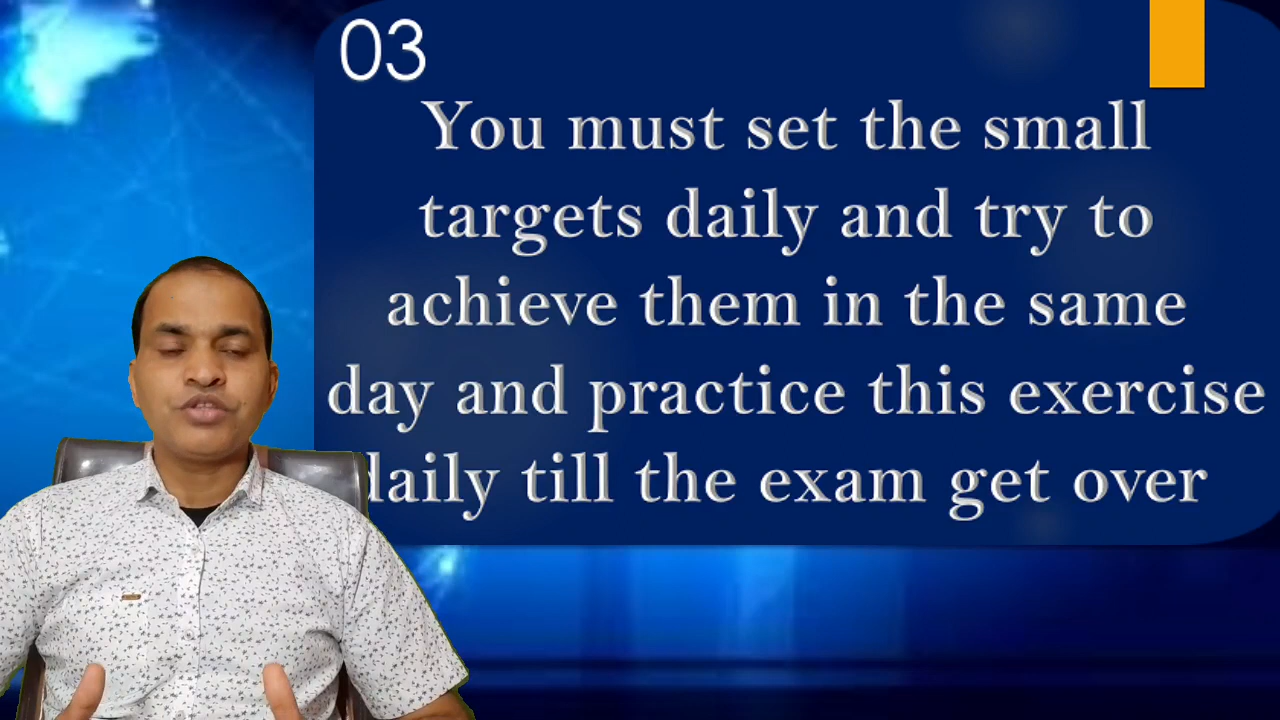 03
You must set the small
targets daily and try to
achieve them in the same
day and practice this exercise
daily till the exam get over